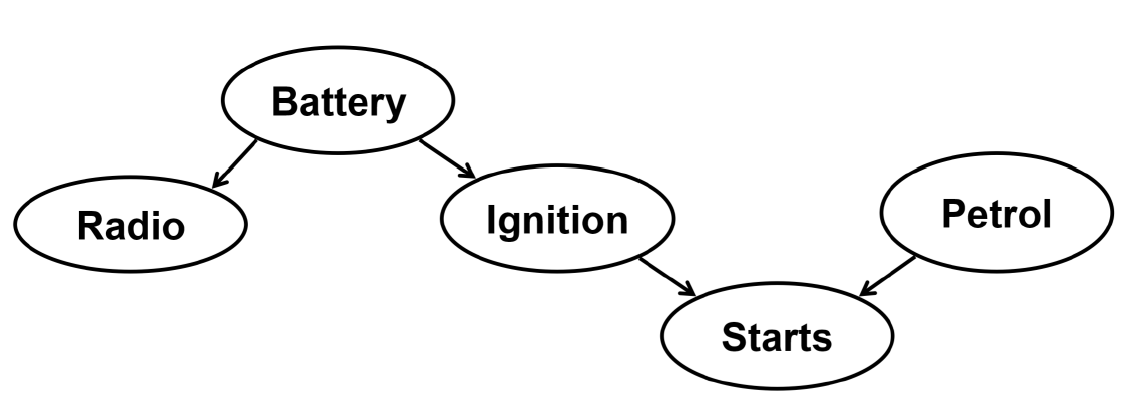 Battery
Radio
Ignition
Petrol
Starts